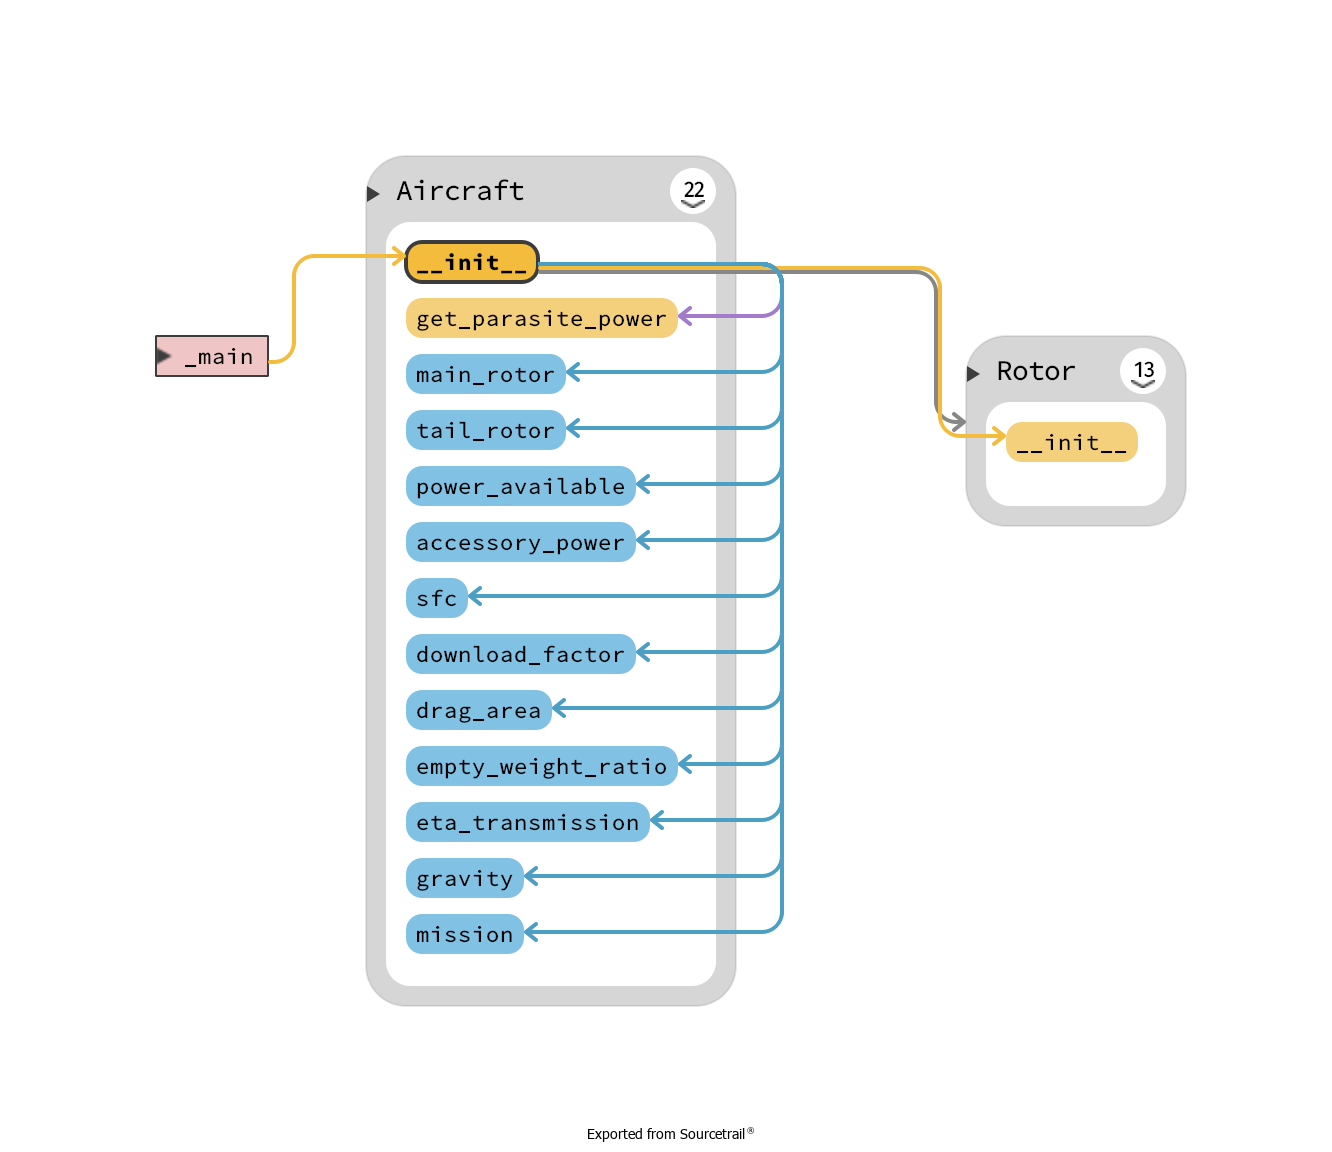 Aircraft
22
__init__
get_parasite_power
_main
main_rotor
Rotor
13
tail_rotor
__init__
power_available
accessory_power
sfc
download_factor
drag_area
empty_weight_ratio
eta_transmission
gravity
mission
Exported from Sourcetrail®